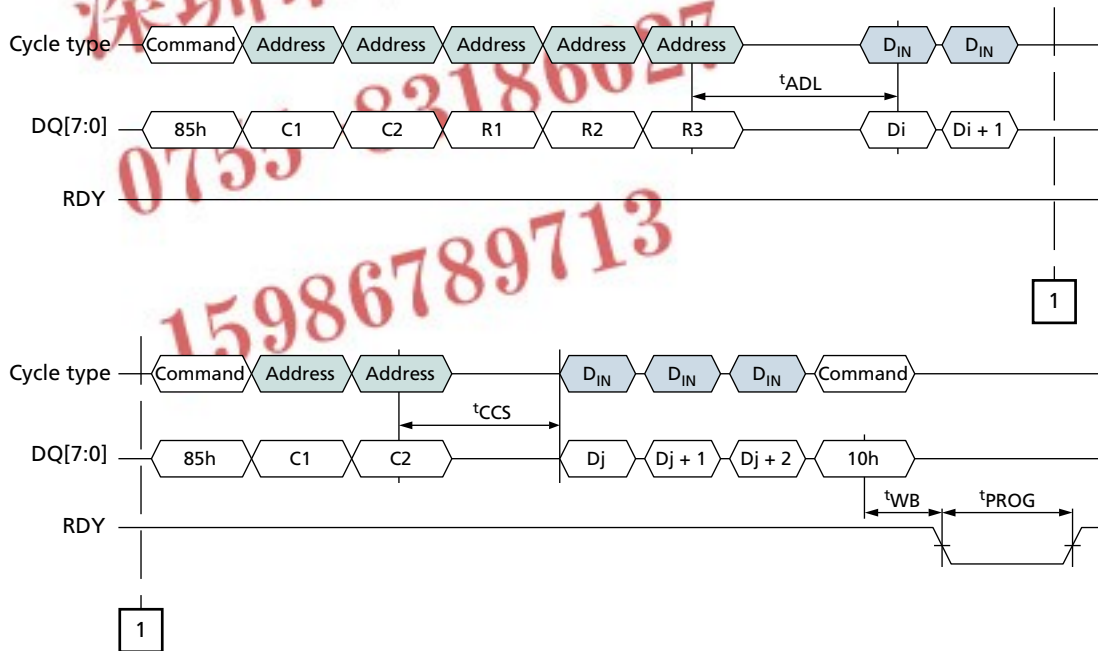 深圳
Cycle type Command Address Address Address Address Address DIN DIN
tADL
DQ[7:0] 85h C1 C2 R1 R2 R3 Di Di + 1
0755 83186627
RDY
15986789713
1
Cycle type Command Address Address DIN DIN DIN Command
tCCS
DQ[7:0] 85h C1 C2 Dj Dj + 1 Dj + 2 10h
tWB tPROG
RDY
1